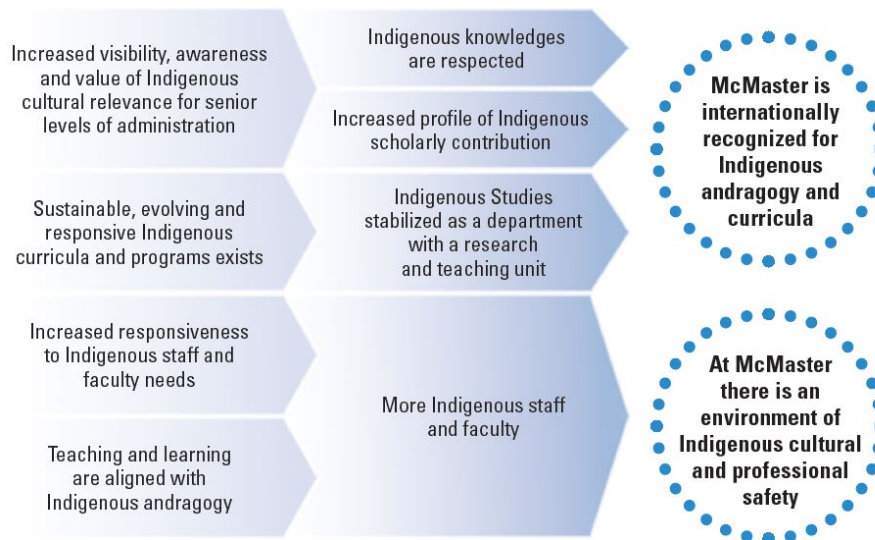 Increased visibility, awareness
and value of Indigenous
cultural relevance for senior
levels of administration
Sustainable, evolving and
responsive Indigenous
curricula and programs exists
Increased responsiveness
to Indigenous staff and
faculty needs
Teaching and learning
are aligned with
Indigenous andragogy
Indigenous knowledges
are respected
Increased profile of Indigenous
scholarly contribution
Indigenous Studies
stabilized as a department
with a research
and teaching unit
More Indigenous staff
and faculty
McMaster is
internationally
recognized for
Indigenous
andragogy and
curricula
At McMaster
there is an
environment of
Indigenous cultural
and professional
safety